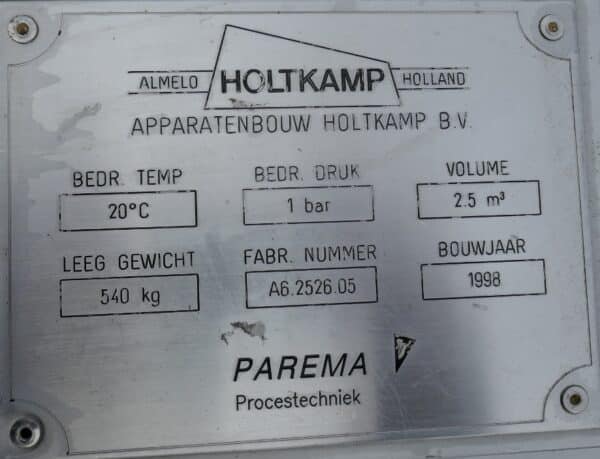 ALMELO HOLTKAMP HOLLAND
APPARATENBOUW HOLTKAMP B.V.
BEDR. TEMP BEDR. DRUK VOLUME
20°C 1 bar 2.5 m³
LEEG GEWICHT FABR. NUMMER BOUWJAAR
540 kg A6.2526.05 1998
PAREMA
Procestechniek